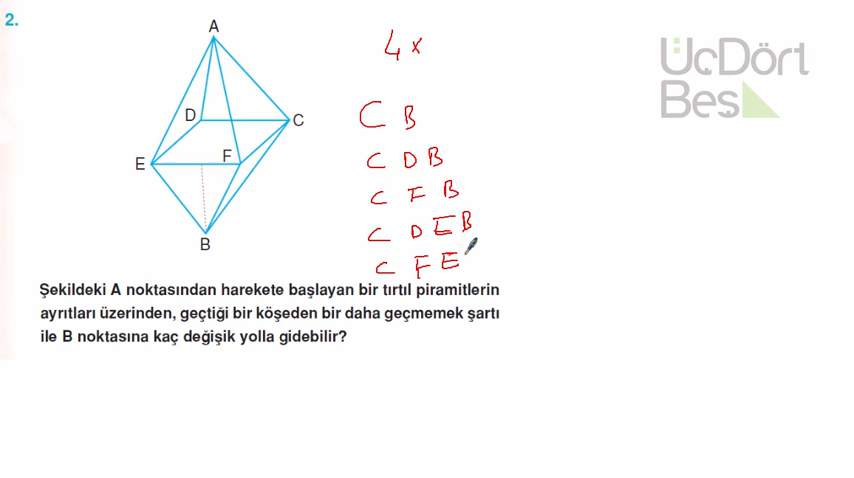 2.
A
D
C
E
F
B
4x
C B
C D B
C F B
C D E B
C F E
ÜçDört
Beş
Şekildeki A noktasından harekete başlayan bir tırtıl piramitlerin
ayrıtları üzerinden, geçtiği bir köşeden bir daha geçmemek şartı
ile B noktasına kaç değişik yolla gidebilir?